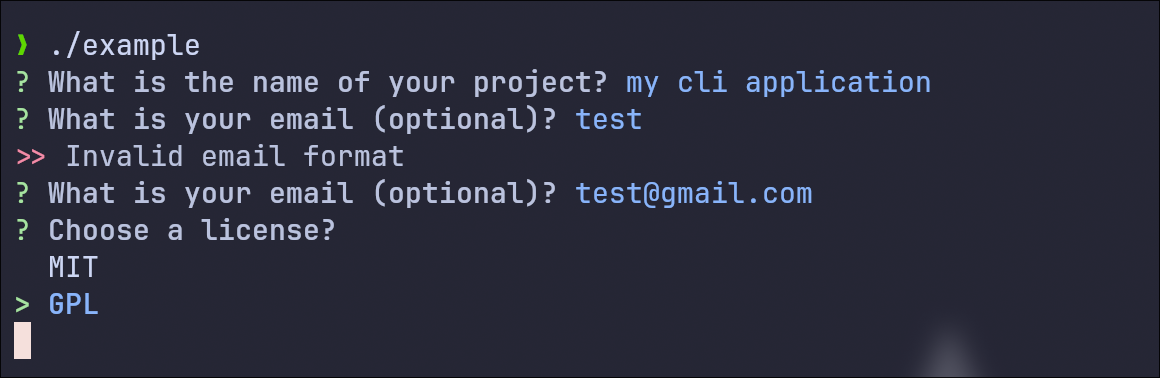 ❯ ./example
? What is the name of your project? my cli application
? What is your email (optional)? test
>> Invalid email format
? What is your email (optional)? test@gmail.com
? Choose a license?
MIT
> GPL